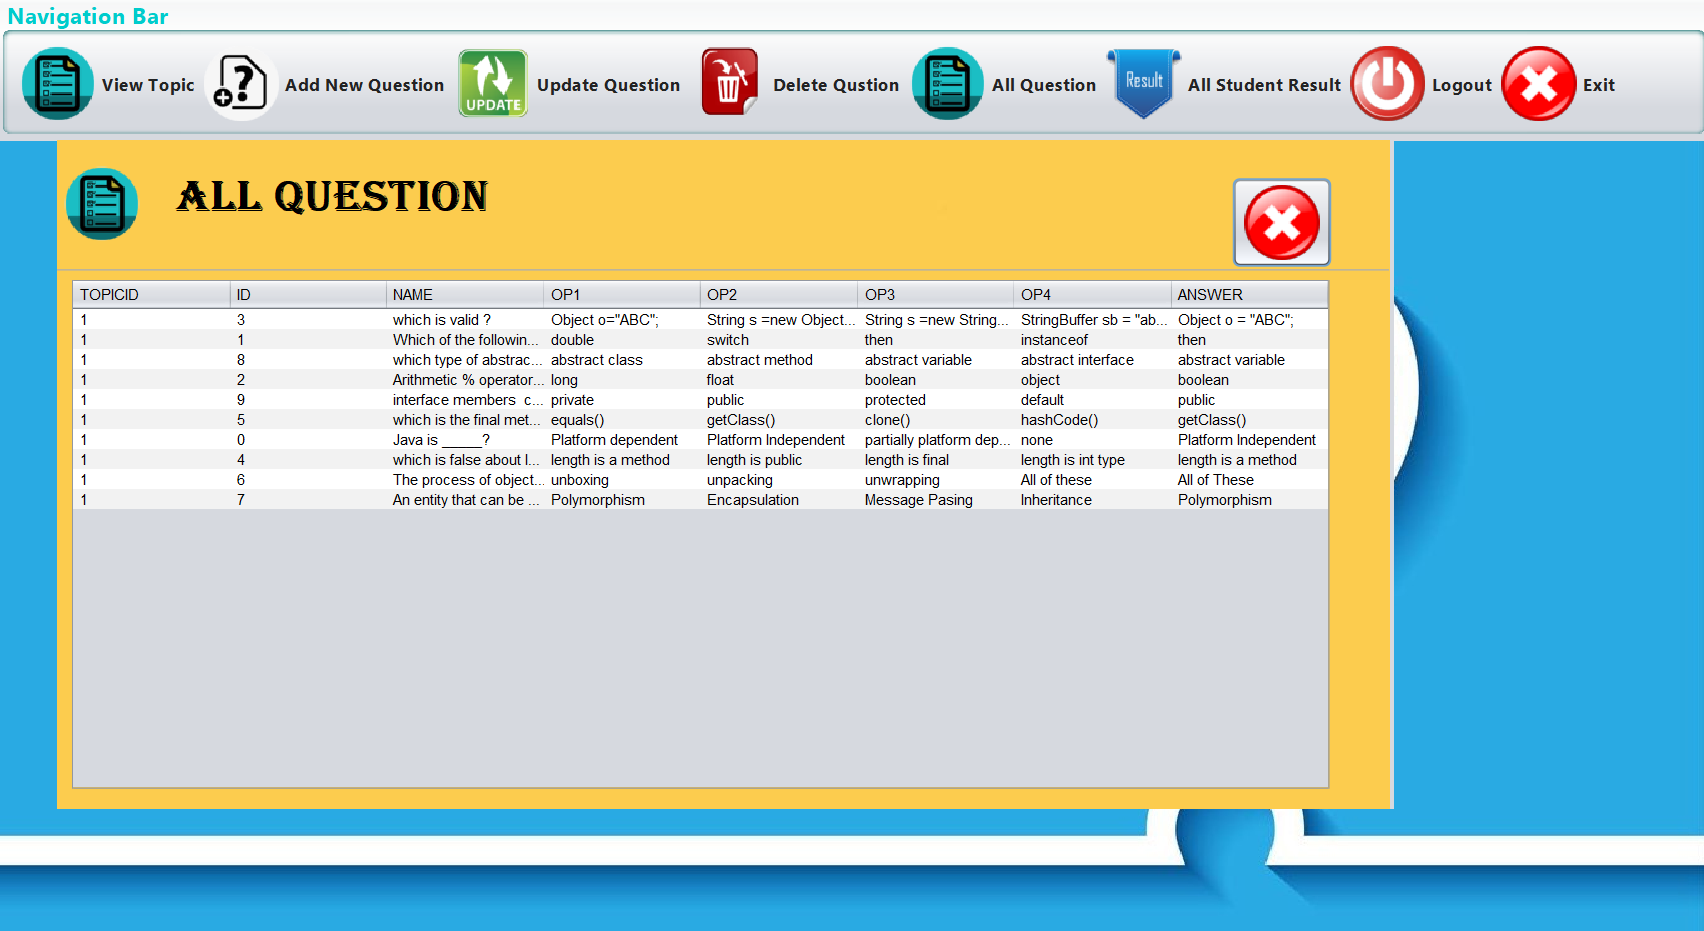 Navigation Bar
View Topic Add New Question UPDATE Update Question Delete Qustion All Question Result All Student Result Logout Exit
ALL QUESTION
TOPICID ID NAME OP1 OP2 OP3 OP4 ANSWER
1 3 which is valid ? Object o="ABC"; String s =new Object... String s =new String... StringBuffer sb = "ab... Object o = "ABC";
1 1 Which of the followin... double switch then instanceof then
1 8 which type of abstrac... abstract class abstract method abstract variable abstract interface abstract variable
1 2 Arithmetic % operator... long float boolean object boolean
1 9 interface members  c... private public protected default public
1 5 which is the final met... equals() getClass() clone() hashCode() getClass()
1 0 Java is _____? Platform dependent Platform Independent partially platform dep... none Platform Independent
1 4 which is false about l... length is a method length is public length is final length is int type length is a method
1 6 The process of object... unboxing unpacking unwrapping All of these All of These
1 7 An entity that can be ... Polymorphism Encapsulation Message Pasing Inheritance Polymorphism